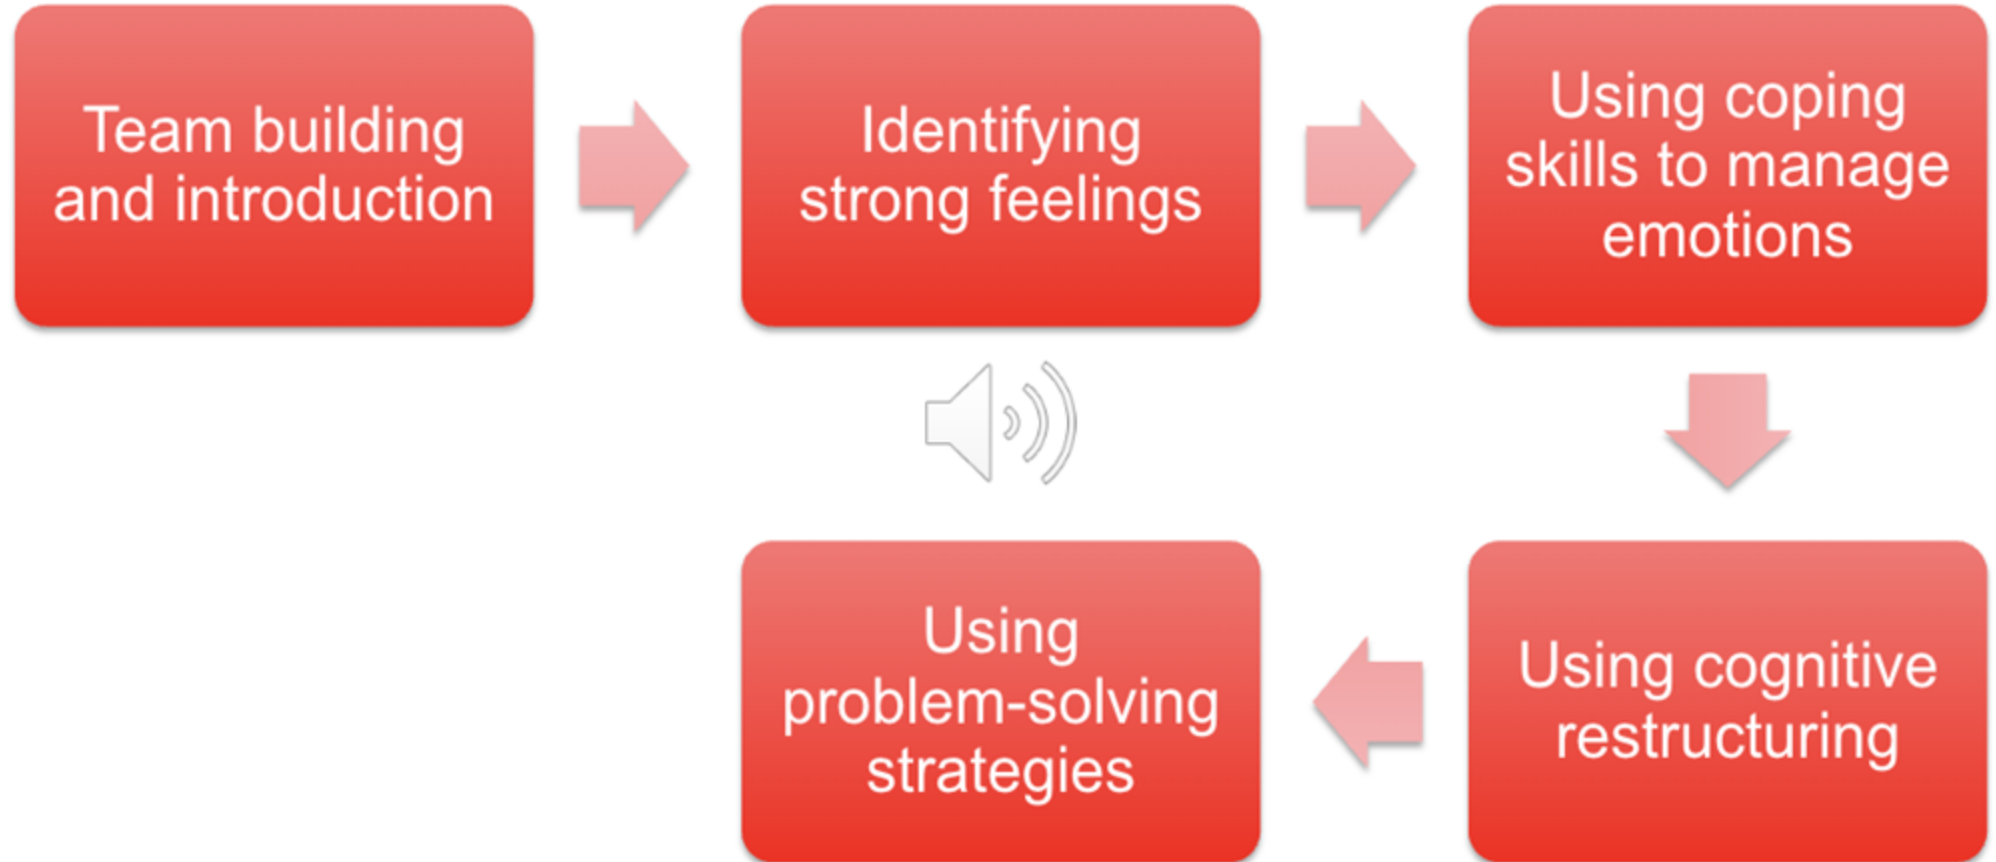 Team building
and introduction
Identifying
strong feelings
Using coping
skills to manage
emotions
Using cognitive
restructuring
Using
problem-solving
strategies